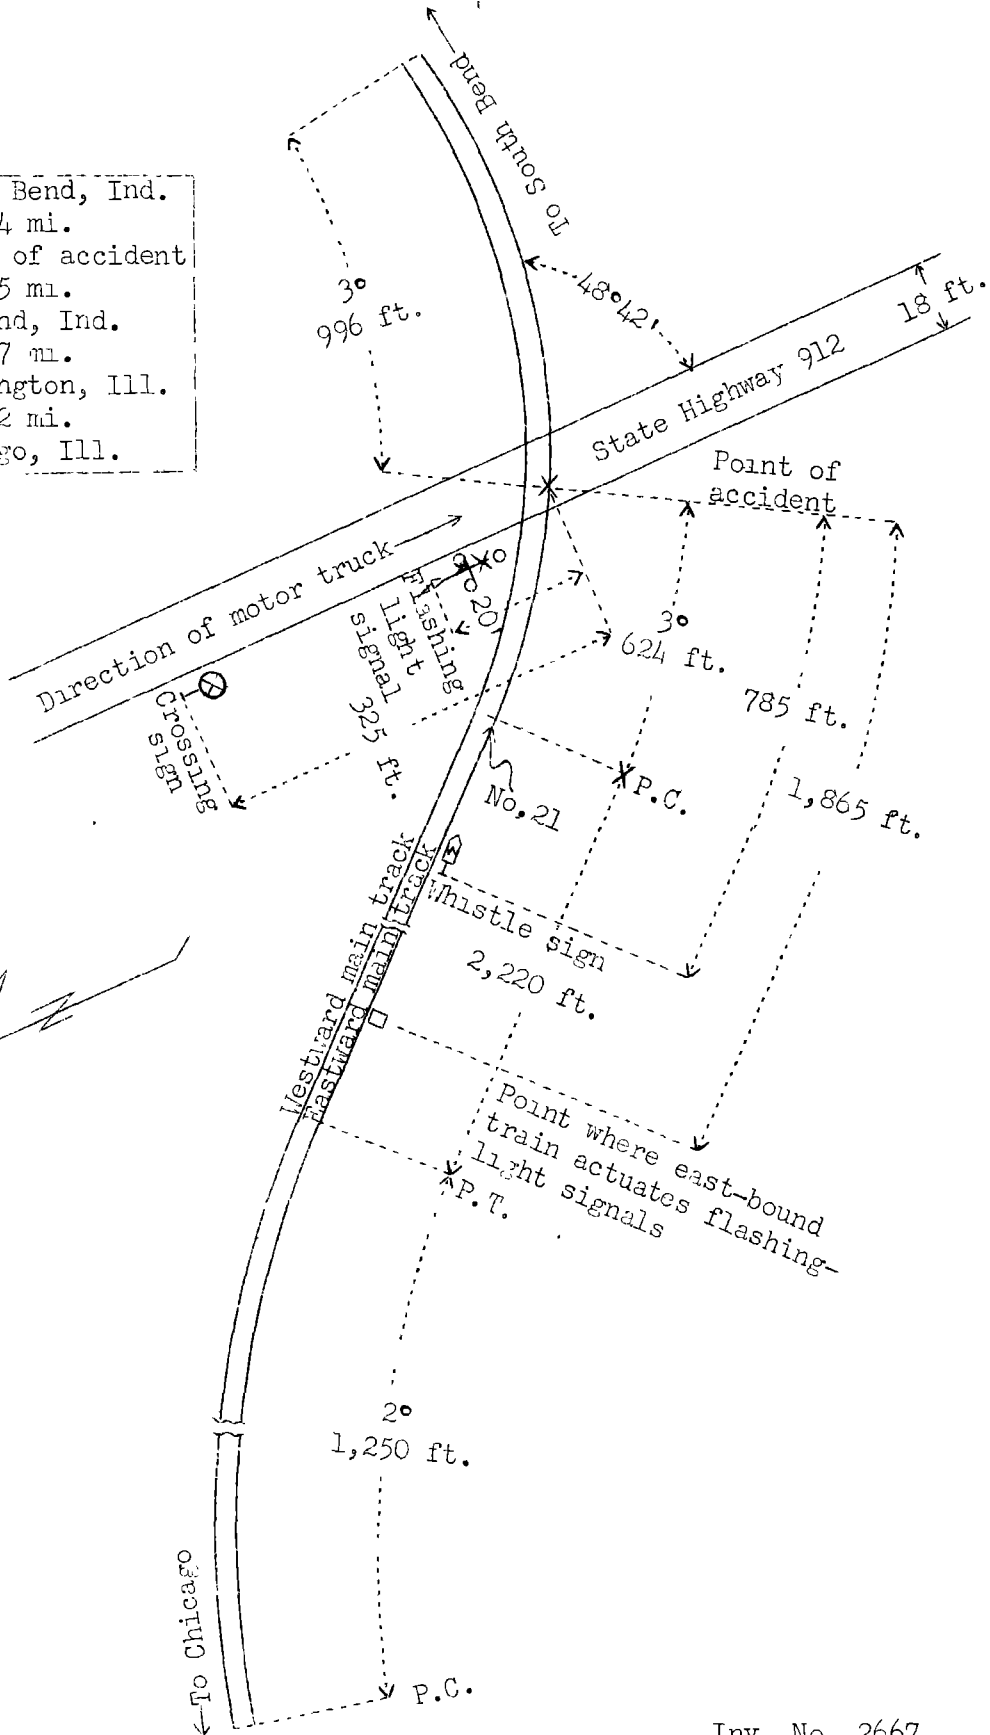 To South Bend
Bend, Ind.
4 mi.
of accident
5 mi.
nd, Ind.
7 mi.
ngton, Ill.
2 mi.
go, Ill.
3°
996 ft.
48°42'
18 ft.
State Highway 912
Point of
accident
Direction of motor truck
Flashing
light
signal
20'
3°
624 ft.
785 ft.
1,865 ft.
Crossing
sign
325 ft.
No. 21
P.C.
W
Whistle sign
Westward main track
Eastward main track
2,220 ft.
Point where east-bound
train actuates flashing-
light signals
P.T.
2°
1,250 ft.
To Chicago
P.C.
Inv. No. 2667